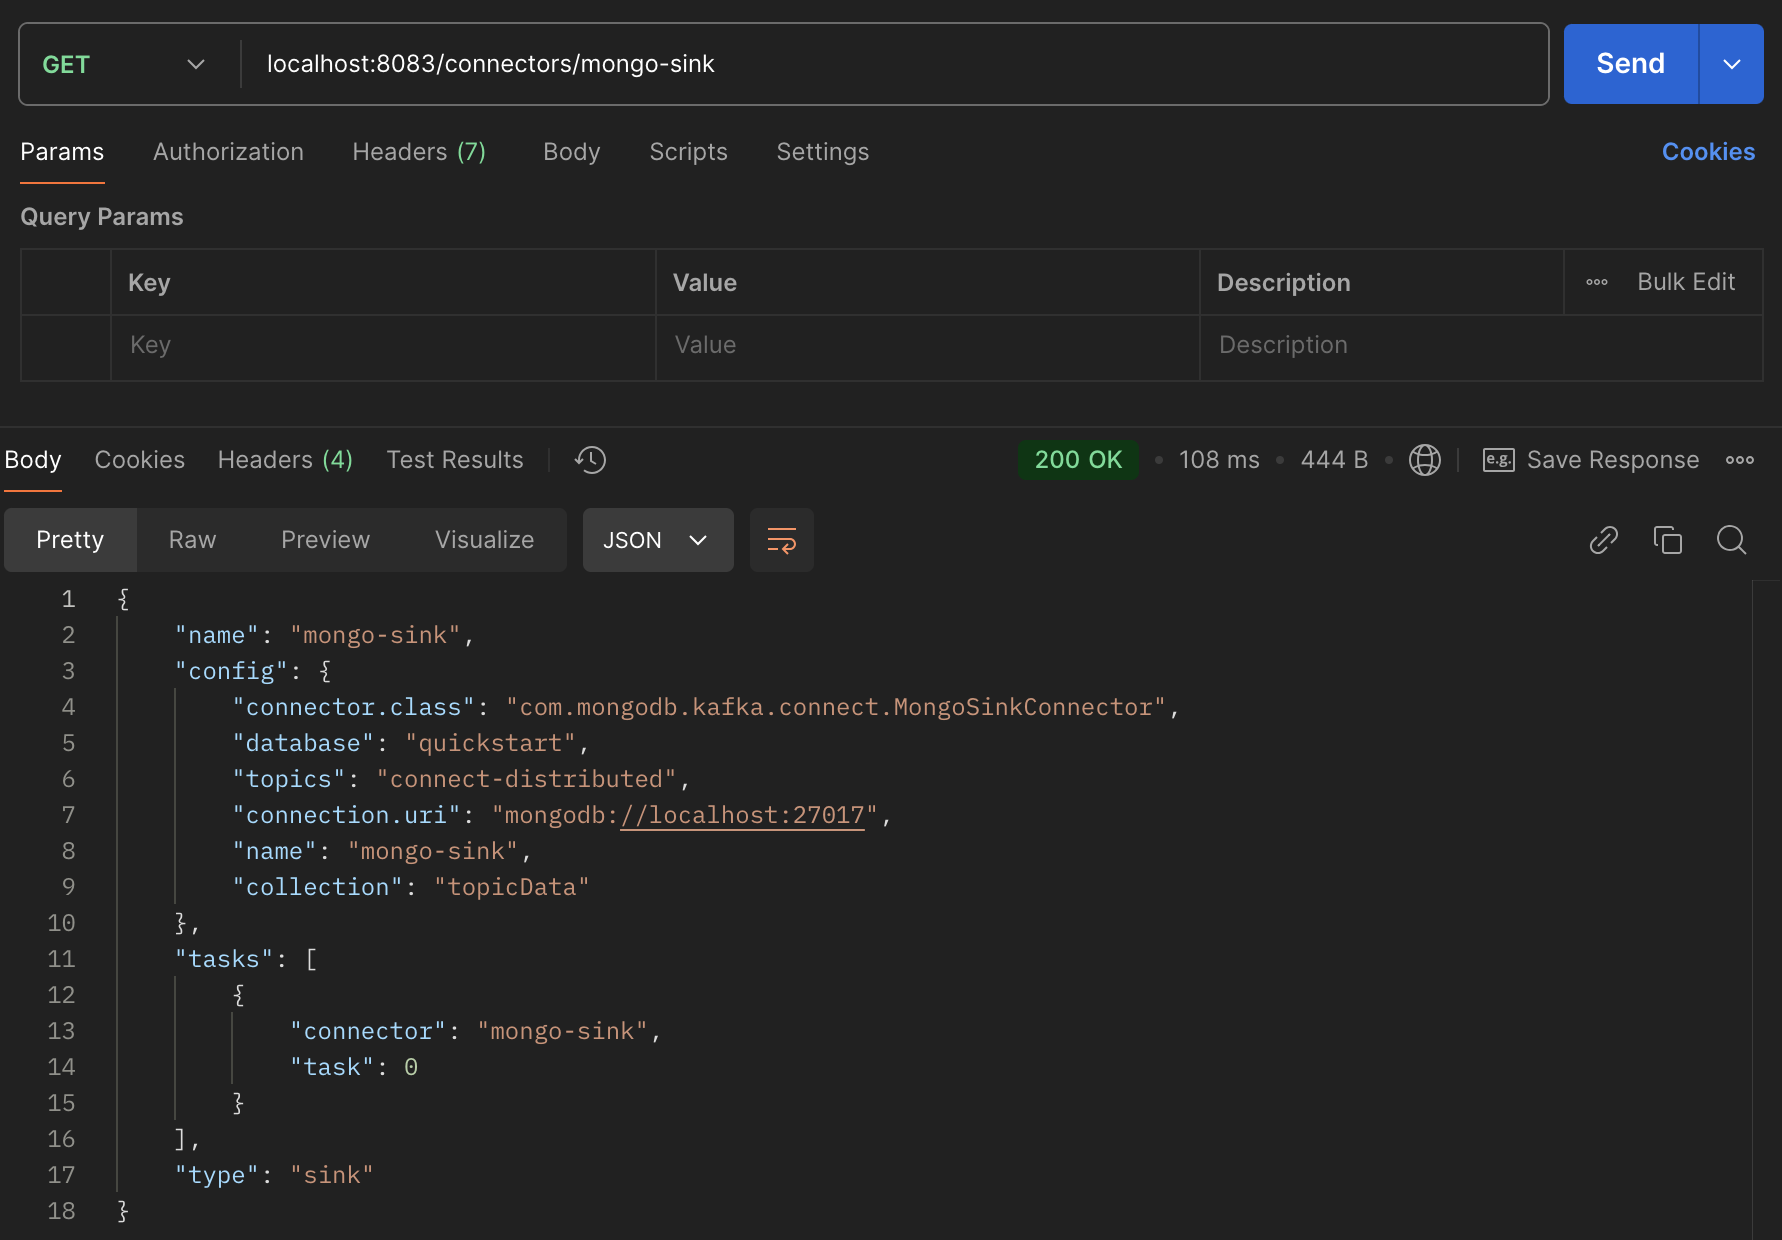 GET localhost:8083/connectors/mongo-sink Send
Params Authorization Headers (7) Body Scripts Settings Cookies
Query Params
Key Value Description Bulk Edit
Key Value Description
Body Cookies Headers (4) Test Results 200 OK 108 ms 444 B e.g. Save Response
Pretty Raw Preview Visualize JSON
1 {
2 "name": "mongo-sink",
3 "config": {
4 "connector.class": "com.mongodb.kafka.connect.MongoSinkConnector",
5 "database": "quickstart",
6 "topics": "connect-distributed",
7 "connection.uri": "mongodb://localhost:27017",
8 "name": "mongo-sink",
9 "collection": "topicData"
10 },
11 "tasks": [
12 {
13 "connector": "mongo-sink",
14 "task": 0
15 }
16 ],
17 "type": "sink"
18 }